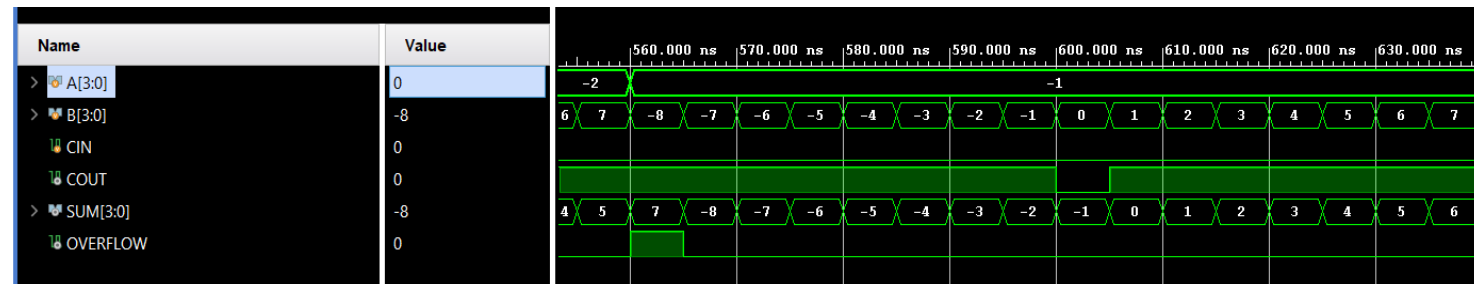 Name Value 560.000 ns 570.000 ns 580.000 ns 590.000 ns 600.000 ns 610.000 ns 620.000 ns 630.000 ns
A[3:0] 0 -2 -1
B[3:0] -8 6 7 -8 -7 -6 -5 -4 -3 -2 -1 0 1 2 3 4 5 6 7
CIN 0
COUT 0
SUM[3:0] -8 4 5 7 -8 -7 -6 -5 -4 -3 -2 -1 0 1 2 3 4 5 6
OVERFLOW 0